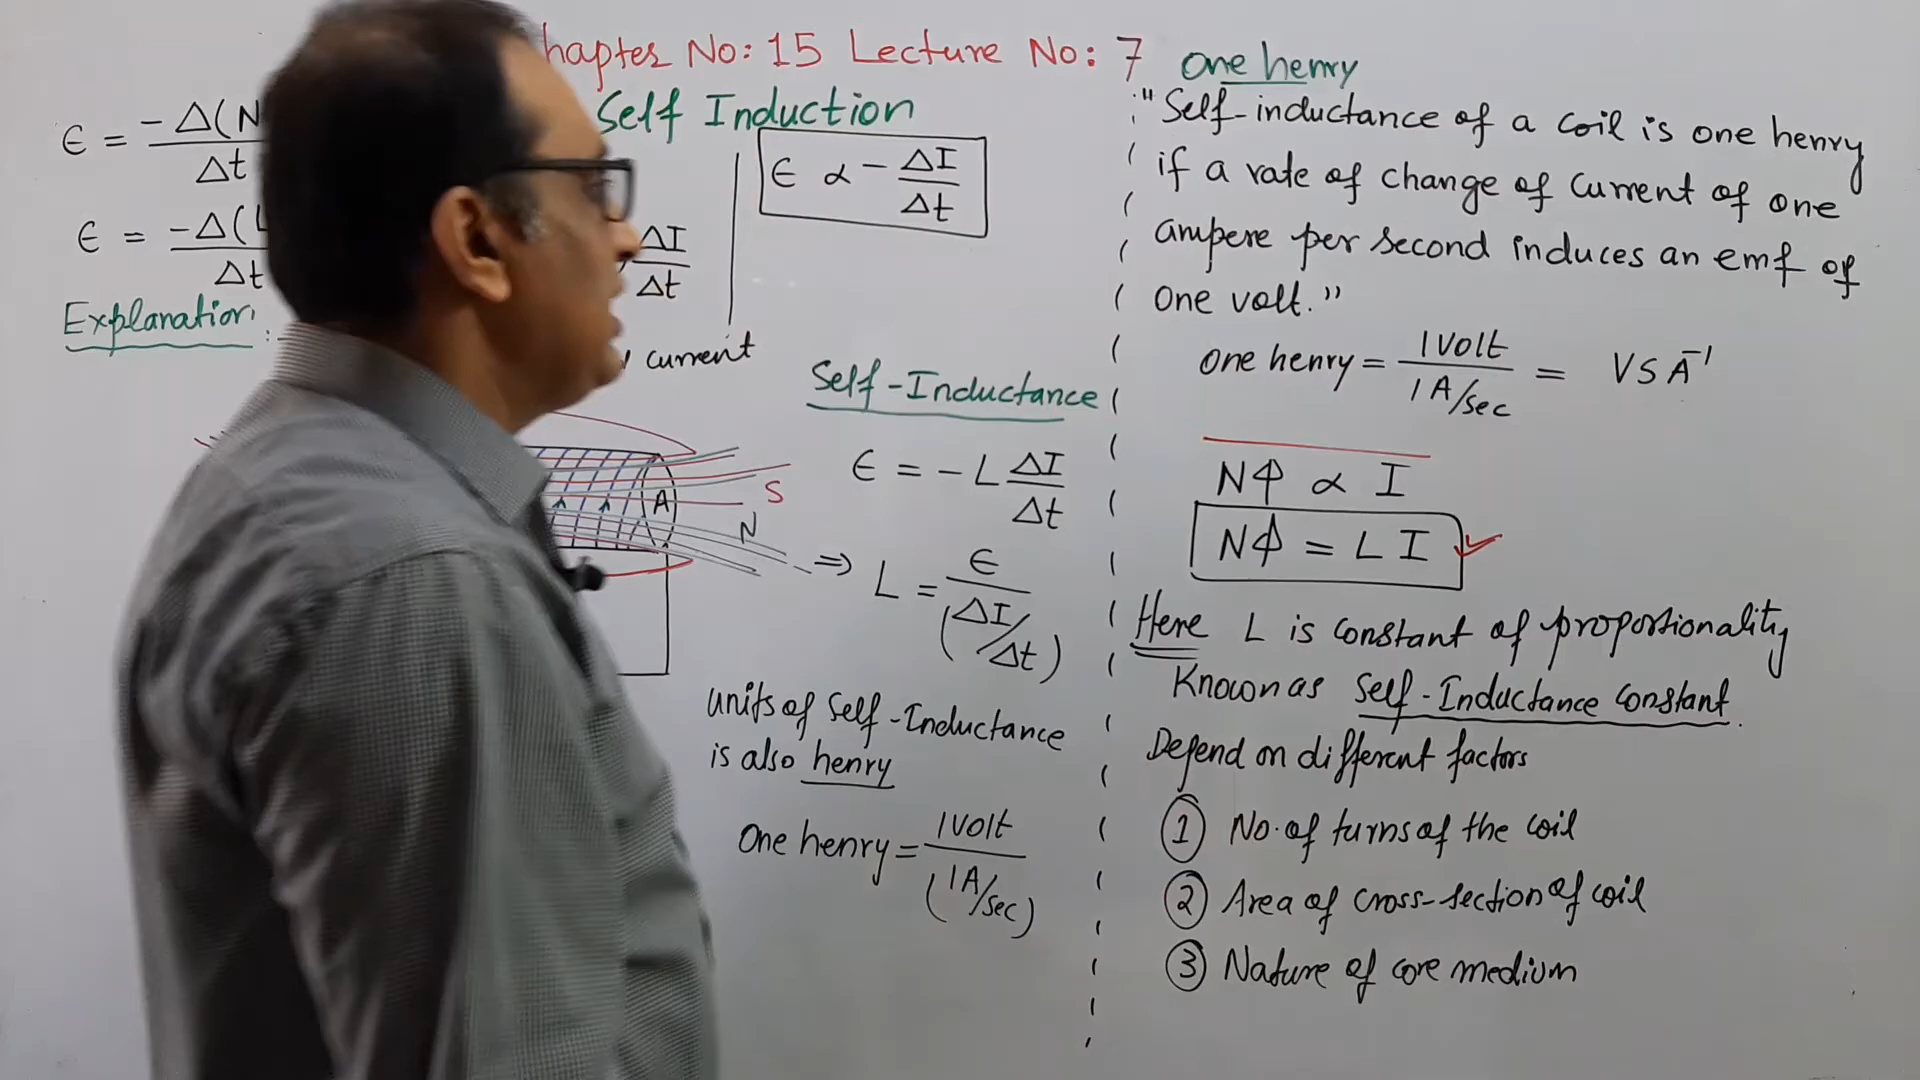 hapter No: 15 Lecture No: 7
Self Induction
ϵ = -Δ(N
Δt
ϵ = -Δ(L
Δt
ΔI
Δt
ϵ ∝ - ΔI
Δt
Explanation:
current
A
S
N
Self-Inductance
ϵ = -L ΔI
Δt
⇒ L = ϵ
(ΔI/Δt)
units of Self-Inductance
is also henry
One henry = 1 Volt
(1A/sec)
One henry
"Self-inductance of a coil is one henry
if a rate of change of current of one
ampere per second induces an emf of
One volt."
One henry = 1 Volt / 1 A/sec = VSA⁻¹
NΦ ∝ I
NΦ = LI
Here L is constant of proportionality
Known as Self-Inductance constant.
Depend on different factors
① No. of turns of the coil
② Area of cross-section of coil
③ Nature of core medium